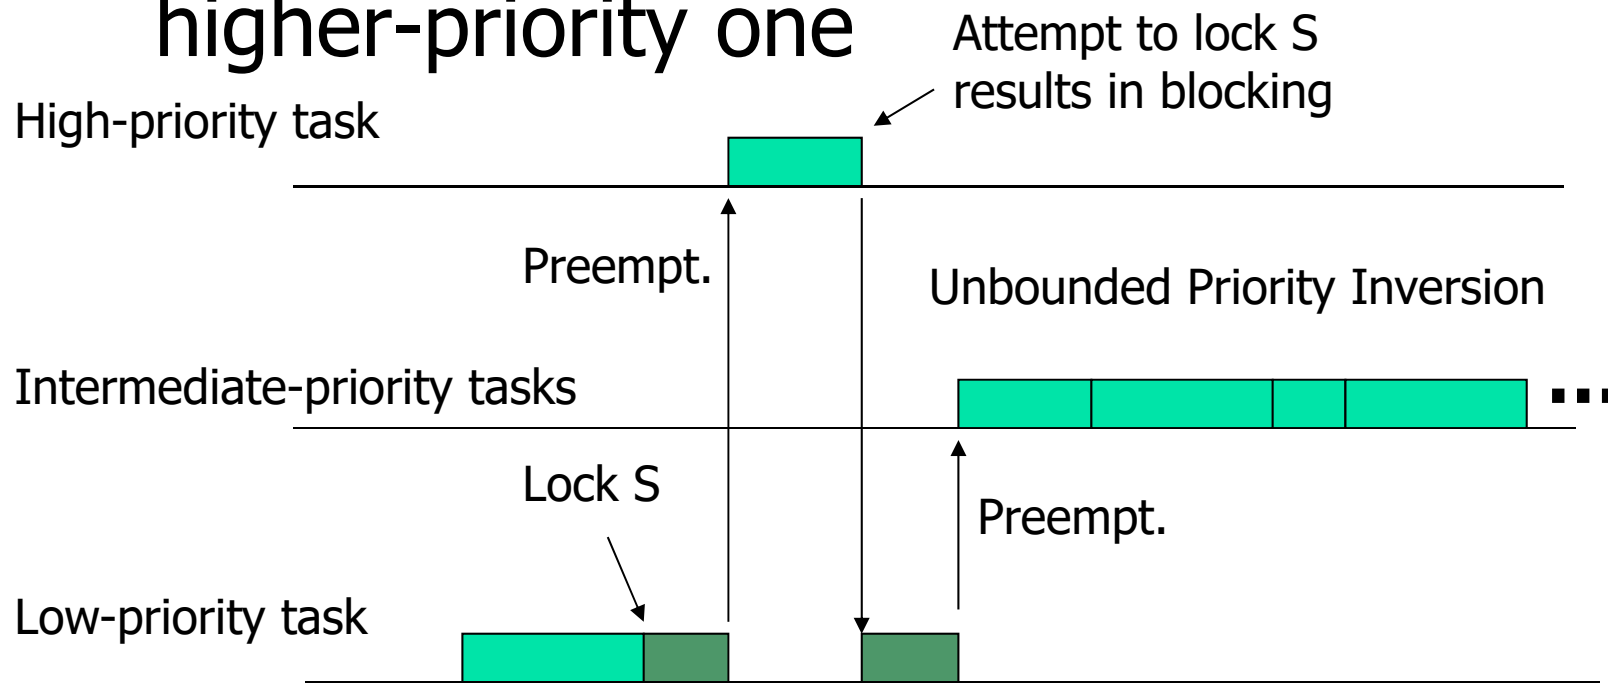 higher-priority one
Attempt to lock S
results in blocking
High-priority task
Preempt.
Unbounded Priority Inversion
Intermediate-priority tasks
Lock S
Preempt.
Low-priority task